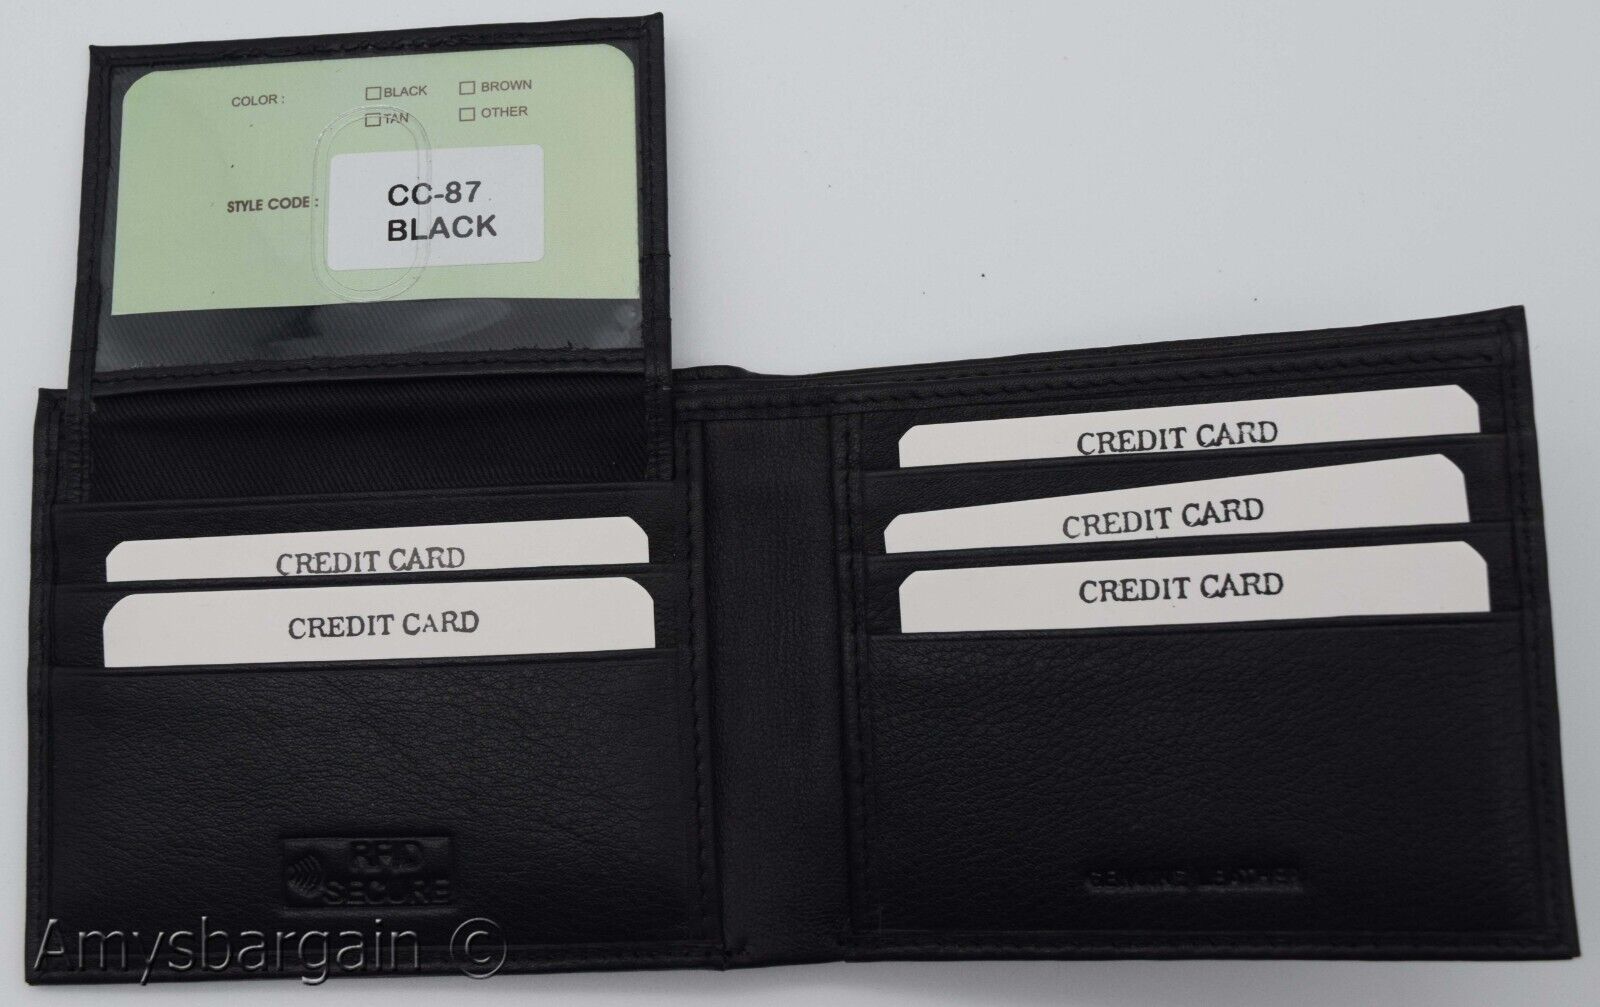 COLOR :
BLACK
BROWN
TAN
OTHER
STYLE CODE :
CC-87
BLACK
CREDIT CARD
CREDIT CARD
CREDIT CARD
CREDIT CARD
CREDIT CARD
RFID
SECURE
GENUINE LEATHER
Amysbargain ©